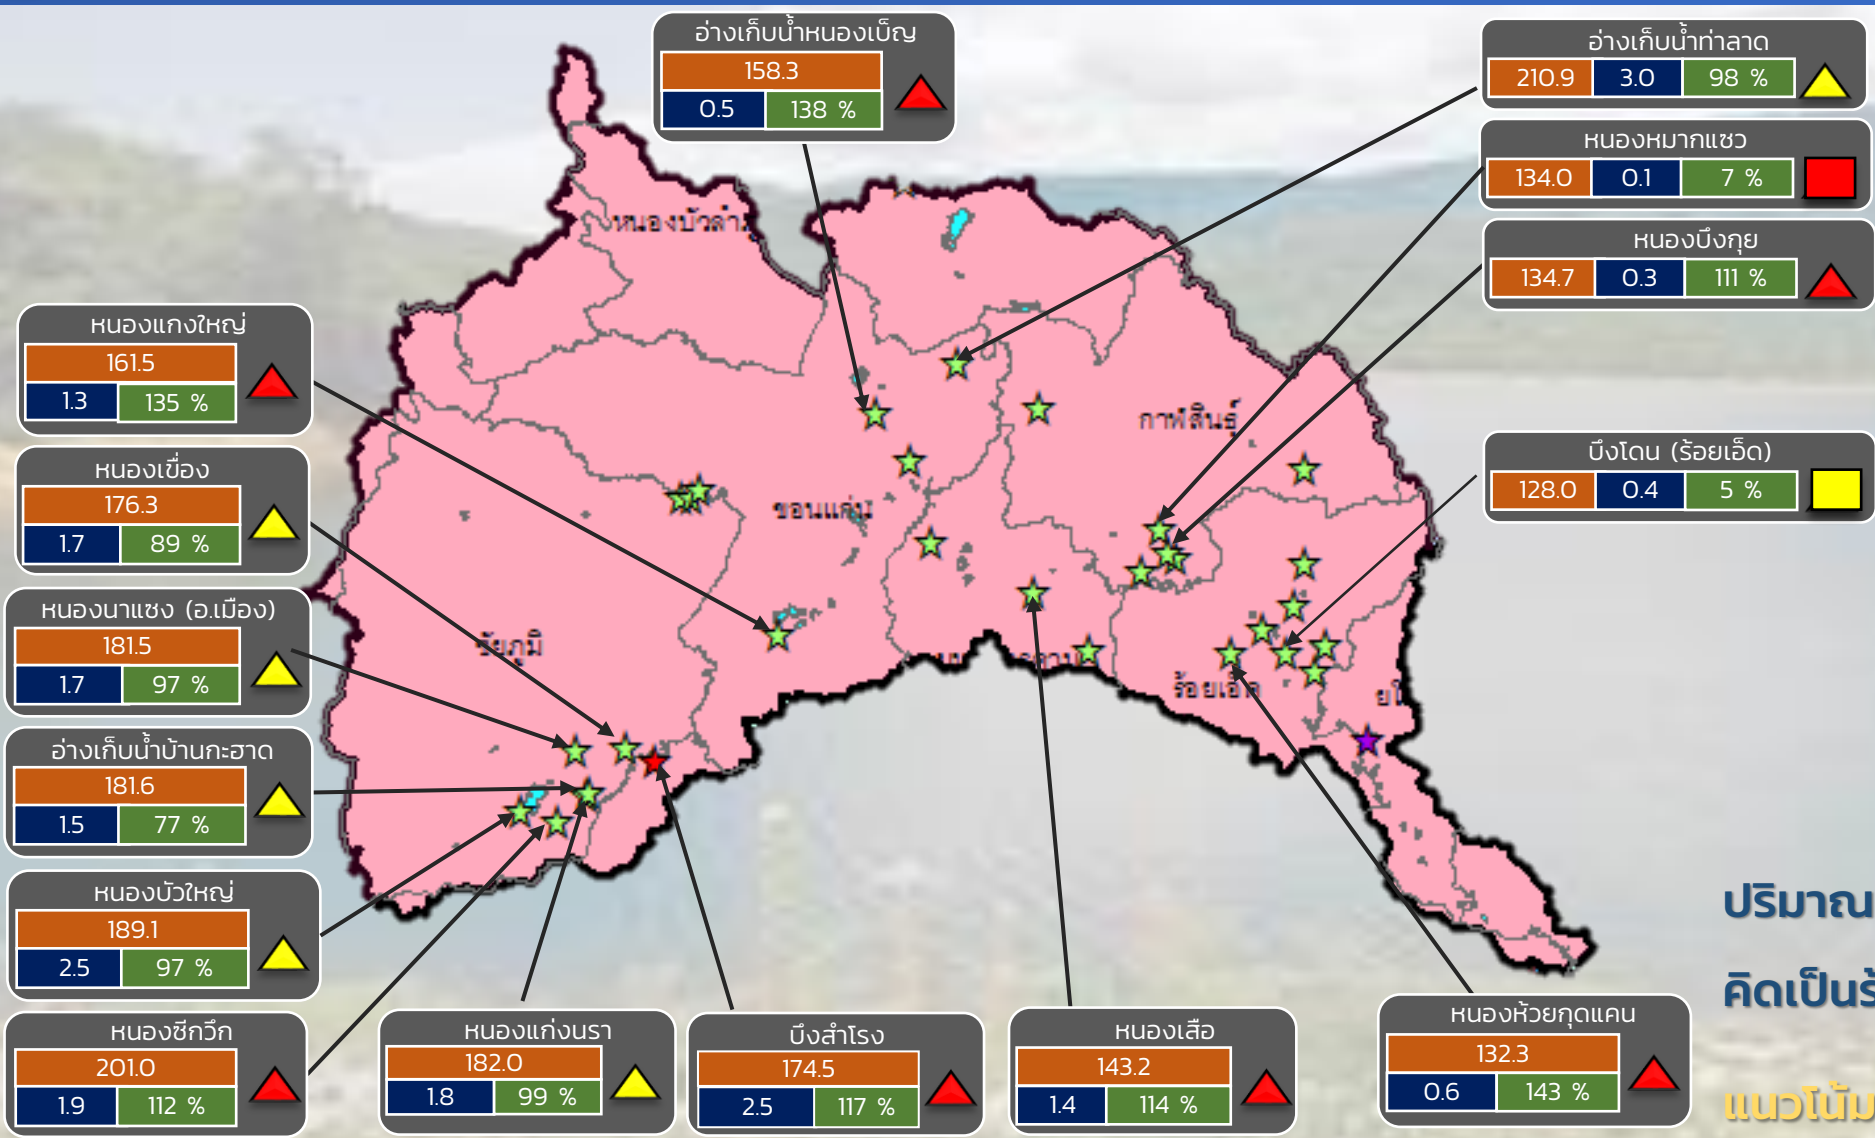 อ่างเก็บน้ำหนองเบ็ญ
158.3
0.5 138 %
อ่างเก็บน้ำท่าลาด
210.9 3.0 98 %
หนองหมากแซว
134.0 0.1 7 %
หนองบึงกุย
134.7 0.3 111 %
บึงโดน (ร้อยเอ็ด)
128.0 0.4 5 %
หนองแกงใหญ่
161.5
1.3 135 %
หนองเขื่อง
176.3
1.7 89 %
หนองนาแซง (อ.เมือง)
181.5
1.7 97 %
อ่างเก็บน้ำบ้านกะฮาด
181.6
1.5 77 %
หนองบัวใหญ่
189.1
2.5 97 %
หนองซีกวึก
201.0
1.9 112 %
หนองแก่งนรา
182.0
1.8 99 %
บึงสำโรง
174.5
2.5 117 %
หนองเสือ
143.2
1.4 114 %
หนองห้วยกุดแคน
132.3
0.6 143 %
หนองบัวลำภู
กาฬสินธุ์
ขอนแก่น
ชัยภูมิ
ร้อยเอ็ด
ปริมาณ
คิดเป็นร้
แนวโน้ม